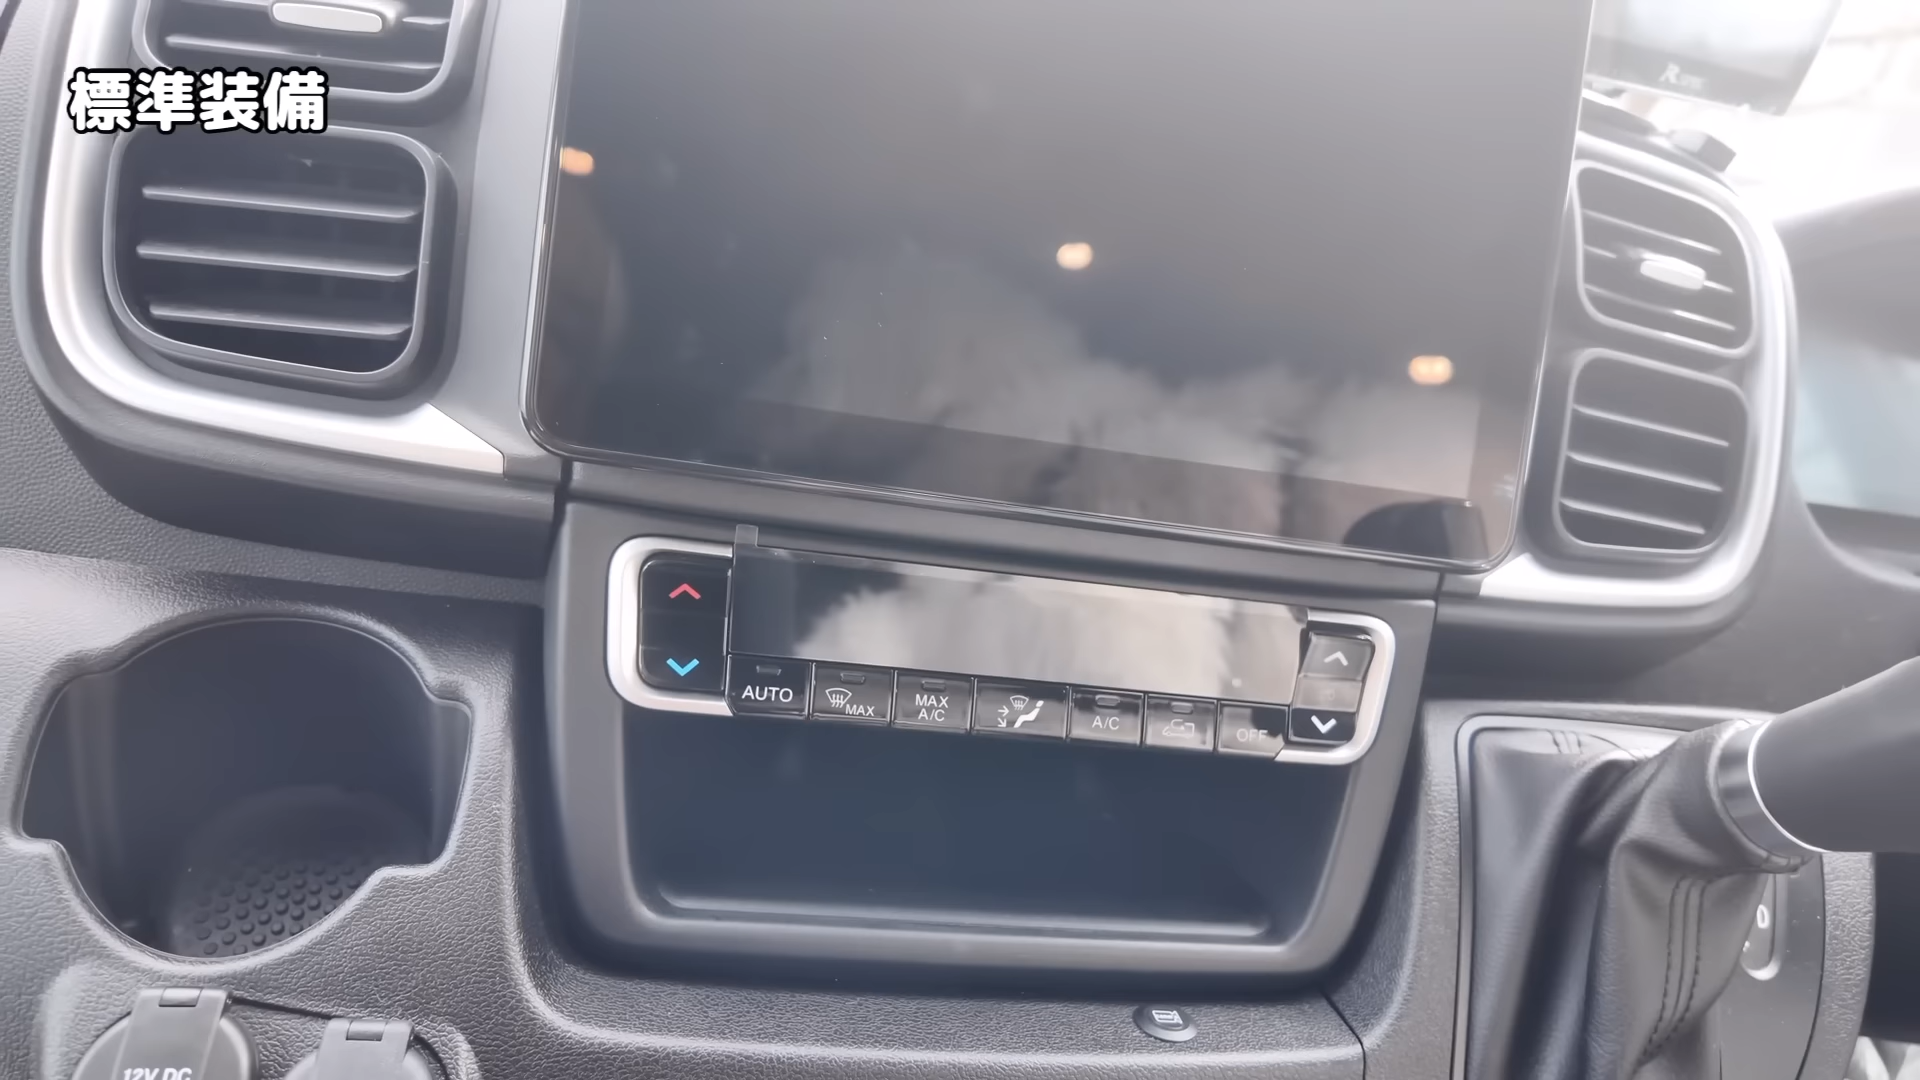 標準装備
AUTO
MAX
MAX
A/C
A/C
OFF
12V DC